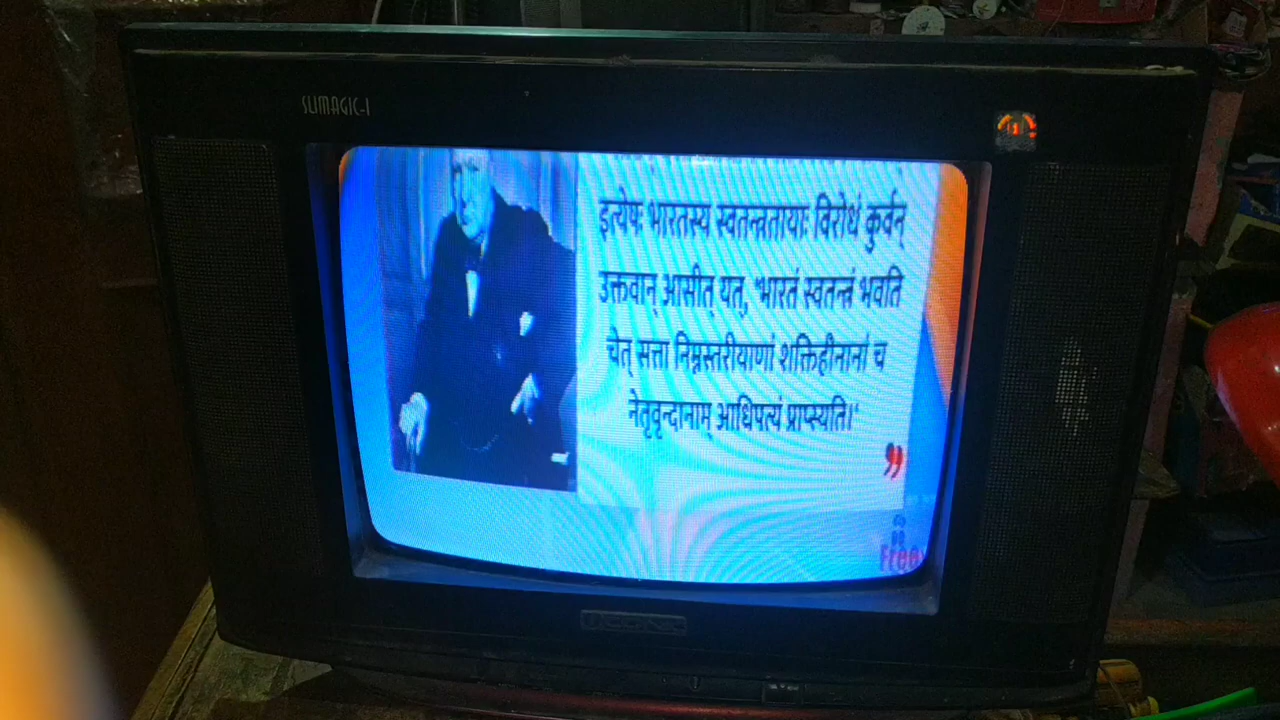 SLIMAGIC-I
इत्येषः भारतस्य स्वतन्त्रतायाः विरोधं कुर्वन्
उक्तवान् आसीत् यत्, 'भारतं स्वतन्त्रं भवति
चेत् सत्ता निम्नस्तरीयाणां शक्तिहीनानां च
नेतृवृन्दानाम् आधिपत्यं प्राप्स्यति।'
”
Free